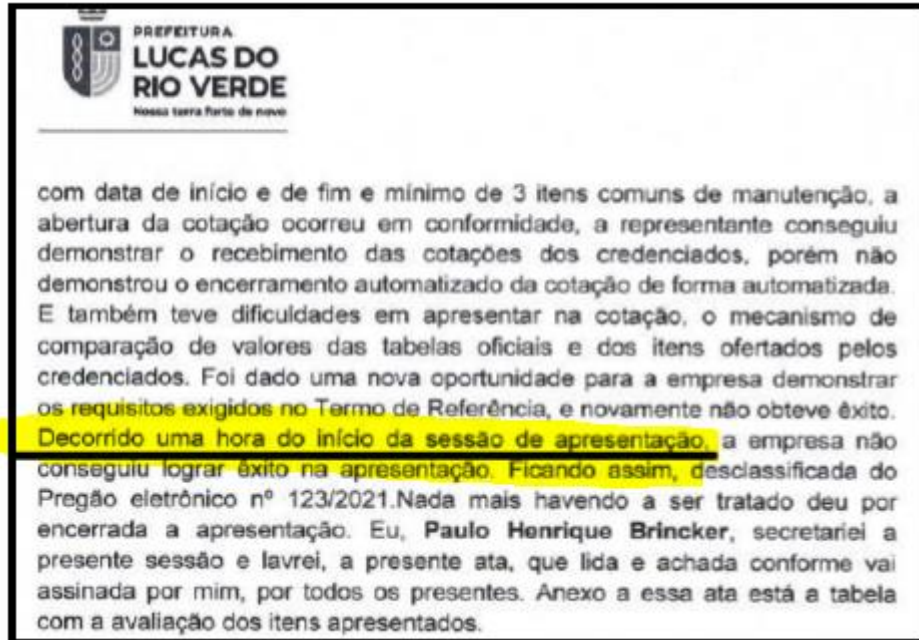 PREFEITURA
LUCAS DO
RIO VERDE
Nossa terra forte de novo
com data de início e de fim e mínimo de 3 itens comuns de manutenção, a
abertura da cotação ocorreu em conformidade, a representante conseguiu
demonstrar o recebimento das cotações dos credenciados, porém não
demonstrou o encerramento automatizado da cotação de forma automatizada.
E também teve dificuldades em apresentar na cotação, o mecanismo de
comparação de valores das tabelas oficiais e dos itens ofertados pelos
credenciados. Foi dado uma nova oportunidade para a empresa demonstrar
os requisitos exigidos no Termo de Referência, e novamente não obteve êxito.
Decorrido uma hora do início da sessão de apresentação, a empresa não
conseguiu lograr êxito na apresentação. Ficando assim, desclassificada do
Pregão eletrônico nº 123/2021.Nada mais havendo a ser tratado deu por
encerrada a apresentação. Eu, Paulo Henrique Brincker, secretariei a
presente sessão e lavrei, a presente ata, que lida e achada conforme vai
assinada por mim, por todos os presentes. Anexo a essa ata está a tabela
com a avaliação dos itens apresentados.